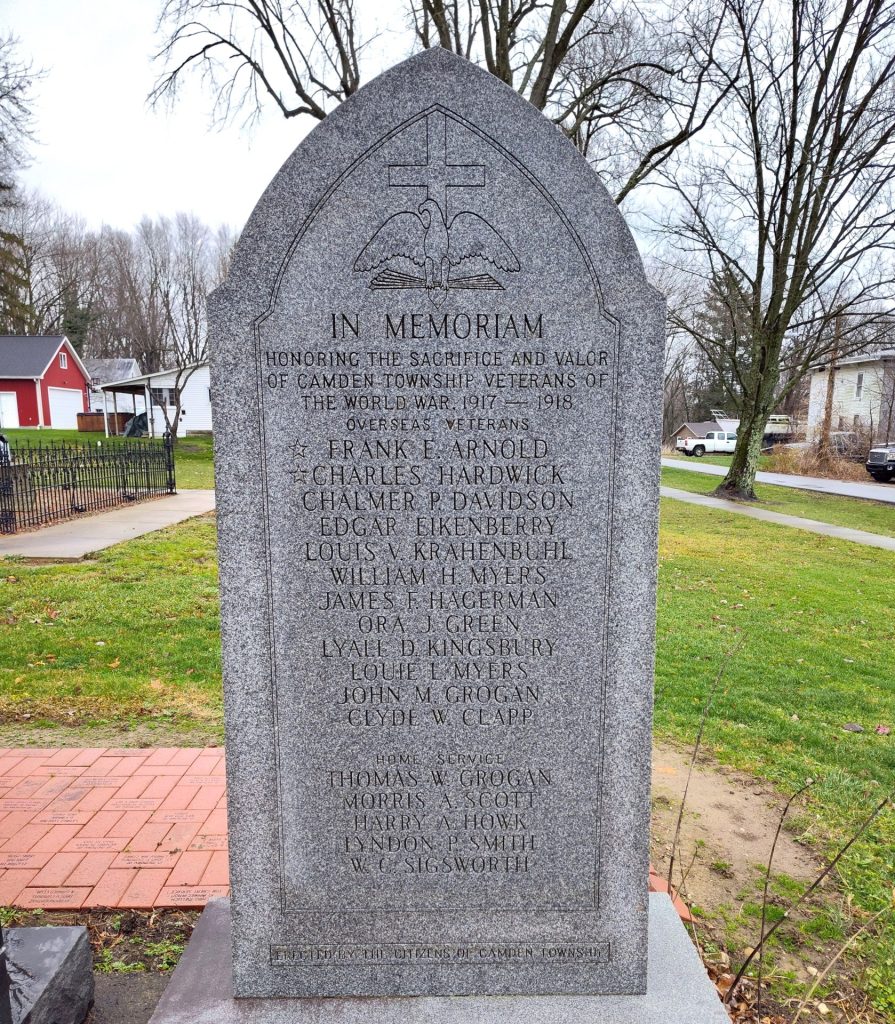 IN MEMORIAM
HONORING THE SACRIFICE AND VALOR
OF CAMDEN TOWNSHIP VETERANS OF
THE WORLD WAR, 1917 — 1918
OVERSEAS VETERANS
☆ FRANK E. ARNOLD
☆ CHARLES HARDWICK
CHALMER P. DAVIDSON
EDGAR EIKENBERRY
LOUIS V. KRAHENBUHL
WILLIAM H. MYERS
JAMES F. HAGERMAN
ORA J. GREEN
LYALL D. KINGSBURY
LOUIE L. MYERS
JOHN M. GROGAN
CLYDE W. CLAPP
HOME SERVICE
THOMAS W. GROGAN
MORRIS A. SCOTT
HARRY A. HOWK
LYNDON P. SMITH
W. C. SIGSWORTH
ERECTED BY THE CITIZENS OF CAMDEN TOWNSHIP